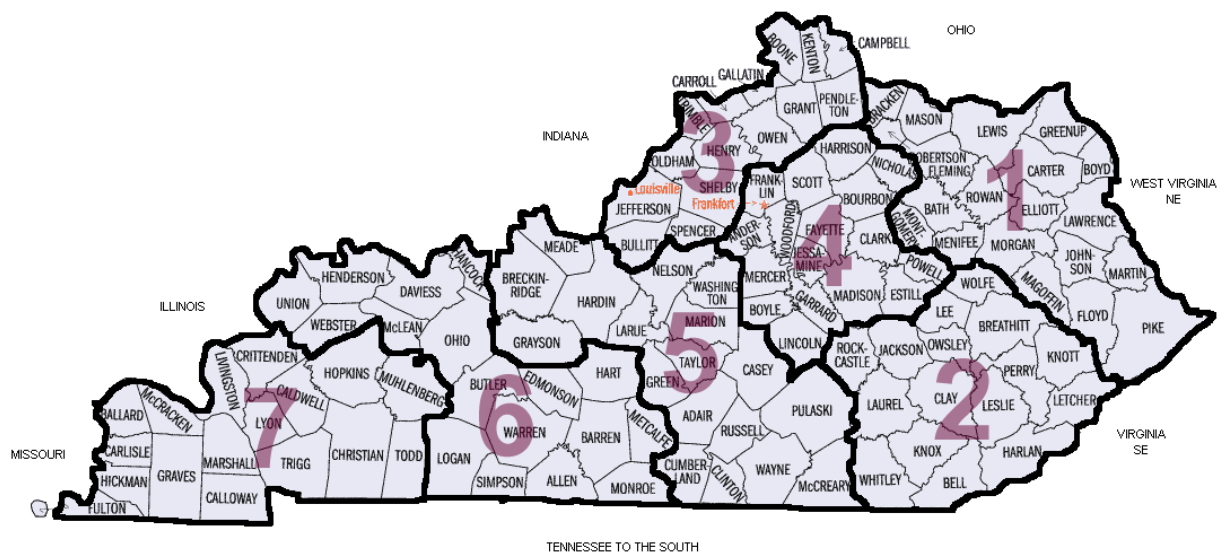 OHIO
BOONE
KENTON
CAMPBELL
GALLATIN
CARROLL
TRIMBLE
GRANT
PENDLE-
TON
BRACKEN
MASON
LEWIS
GREENUP
INDIANA
3
HENRY
OWEN
HARRISON
NICHOLAS
ROBERTSON
FLEMING
1
CARTER
BOYD
OLDHAM
SHELBY
FRANK-
LIN
SCOTT
BOURBON
BATH
ROWAN
ELLIOTT
WEST VIRGINIA
NE
Louisville
Frankfort
JEFFERSON
SPENCER
BULLITT
ANDER-
SON
WOODFORD
FAYETTE
4
JESSA-
MINE
CLARK
MONT-
GOMERY
MENIFEE
MORGAN
LAWRENCE
JOHN-
SON
MARTIN
MEADE
BRECKIN-
RIDGE
HARDIN
NELSON
WASHING
TON
MERCER
BOYLE
GARRARD
MADISON
ESTILL
POWELL
WOLFE
MAGOFFIN
FLOYD
PIKE
HANCOCK
HENDERSON
DAVIESS
UNION
WEBSTER
McLEAN
OHIO
ILLINOIS
GRAYSON
LARUE
MARION
5
TAYLOR
GREEN
CASEY
LINCOLN
ROCK-
CASTLE
JACKSON
LEE
OWSLEY
BREATHITT
KNOTT
PERRY
2
CLAY
LESLIE
LETCHER
LAUREL
KNOX
HARLAN
WHITLEY
BELL
VIRGINIA
SE
CRITTENDEN
LIVINGSTON
HOPKINS
MUHLENBERG
CALDWELL
7
LYON
BUTLER
EDMONSON
HART
6
WARREN
BARREN
METCALFE
ADAIR
RUSSELL
PULASKI
BALLARD
McCRACKEN
CARLISLE
HICKMAN
GRAVES
MARSHALL
TRIGG
CHRISTIAN
TODD
LOGAN
SIMPSON
ALLEN
MONROE
CUMBER-
LAND
CLINTON
WAYNE
McCREARY
MISSOURI
FULTON
CALLOWAY
TENNESSEE TO THE SOUTH